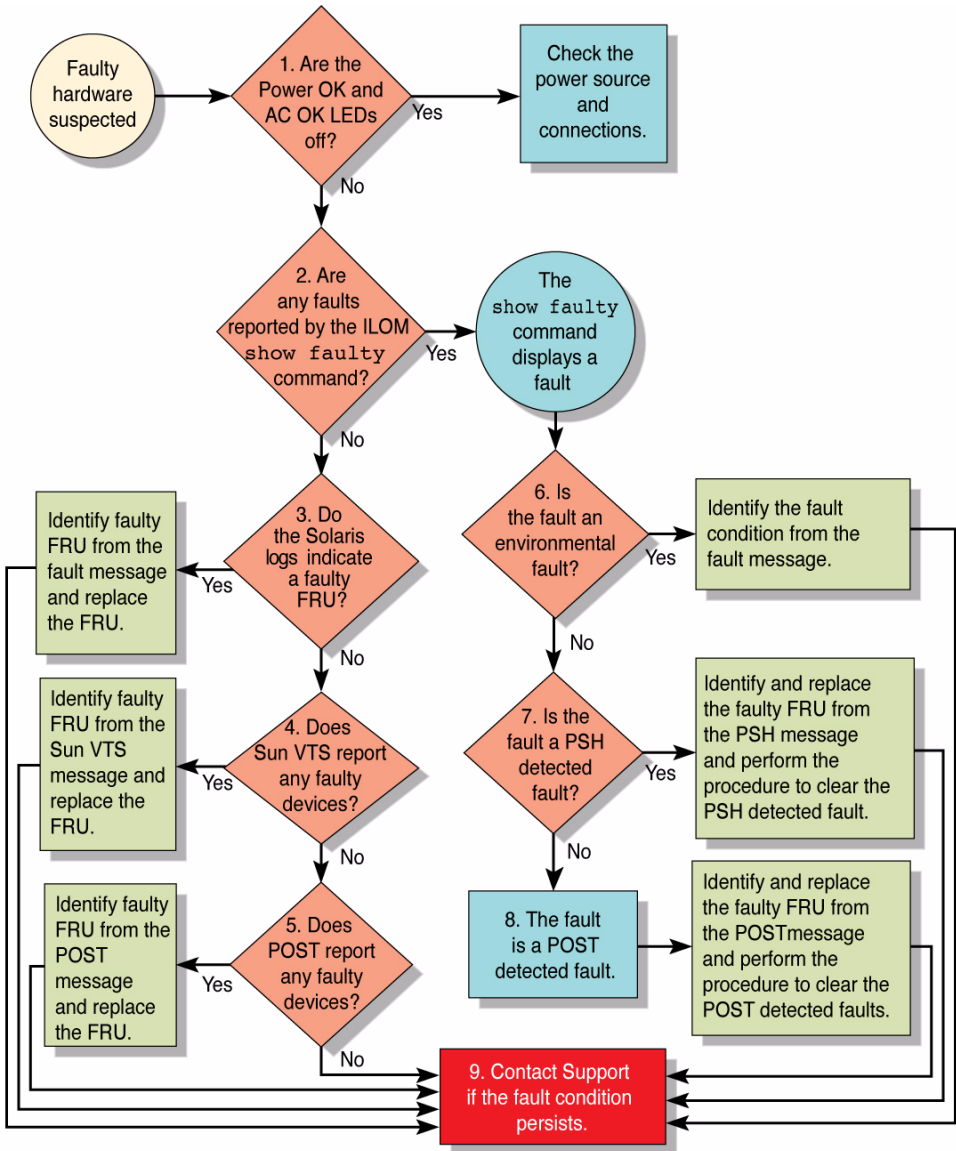 Faulty
hardware
suspected
1. Are the
Power OK and
AC OK LEDs
off?
Yes
Check the
power source
and
connections.
No
2. Are
any faults
reported by the ILOM
show faulty
command?
Yes
The
show faulty
command
displays a
fault
No
3. Do
the Solaris
logs indicate
a faulty
FRU?
Yes
Identify faulty
FRU from the
fault message
and replace
the FRU.
6. Is
the fault an
environmental
fault?
Yes
Identify the fault
condition from the
fault message.
No
No
4. Does
Sun VTS report
any faulty
devices?
Yes
Identify faulty
FRU from the
Sun VTS
message and
replace the
FRU.
7. Is the
fault a PSH
detected
fault?
Yes
Identify and replace
the faulty FRU from
the PSH message
and perform the
procedure to clear the
PSH detected fault.
No
No
5. Does
POST report
any faulty
devices?
Yes
Identify faulty
FRU from the
POST
message
and replace
the FRU.
8. The fault
is a POST
detected fault.
Identify and replace
the faulty FRU from
the POSTmessage
and perform the
procedure to clear the
POST detected faults.
No
9. Contact Support
if the fault condition
persists.